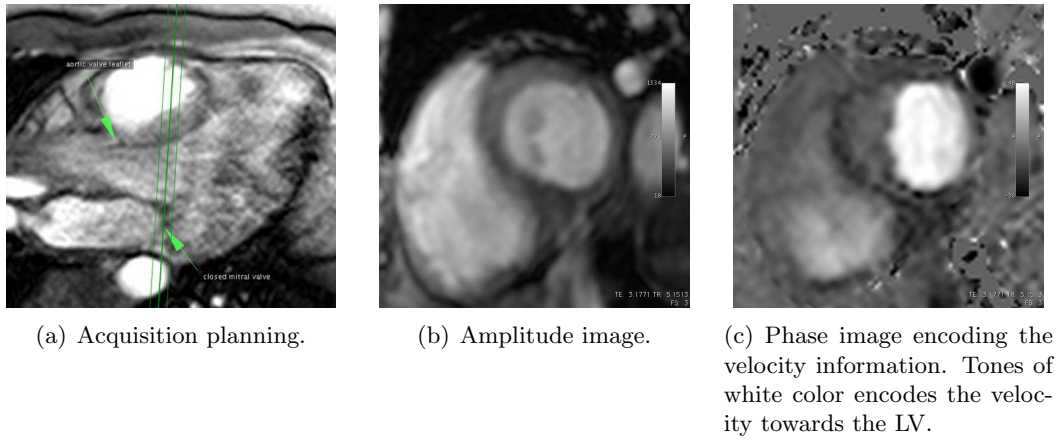 aortic valve leaflet
closed mitral valve
1534
18
TE: 3.1771 TR: 5.1513
FS: 3
TE: 3.1771 TR: 5.1513
FS: 3
(a) Acquisition planning.
(b) Amplitude image.
(c) Phase image encoding the
velocity information. Tones of
white color encodes the veloc-
ity towards the LV.